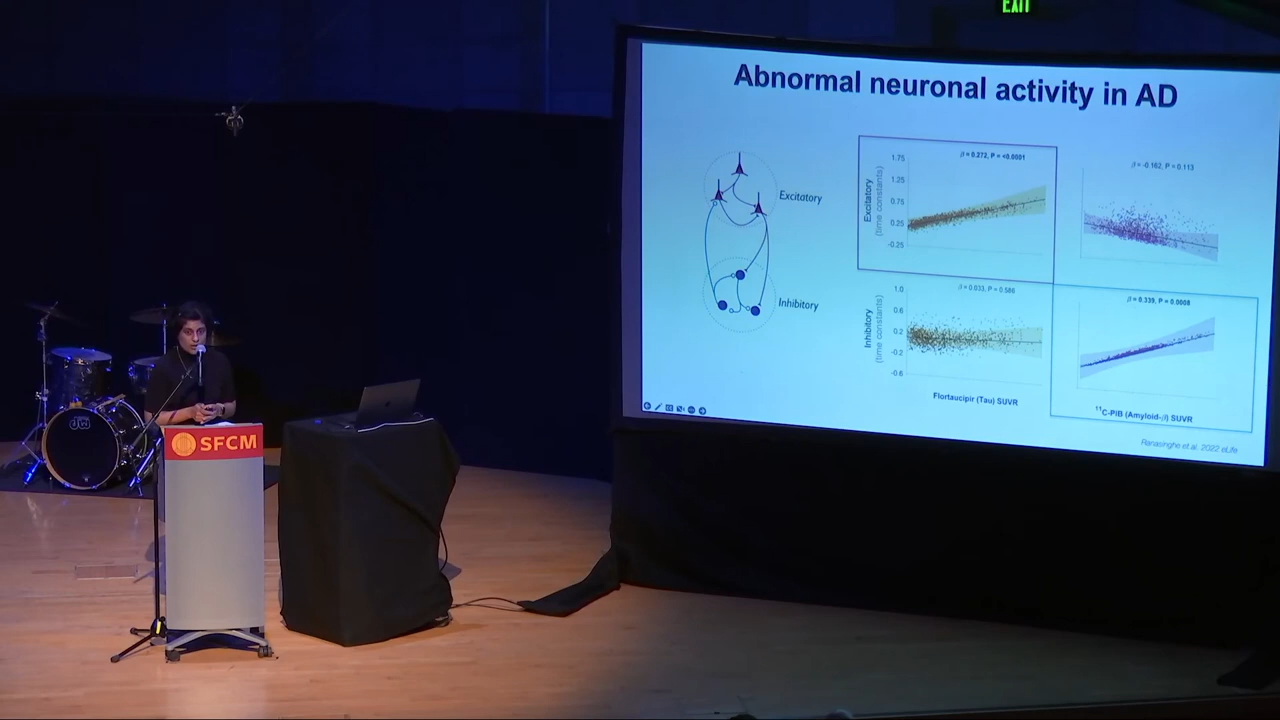 EXIT
Abnormal neuronal activity in AD
Excitatory
Inhibitory
Excitatory
(time constants)
1.75
1.25
0.75
0.25
-0.25
β = 0.272, P = <0.0001
β = -0.162, P = 0.113
Inhibitory
(time constants)
1.0
0.6
0.2
-0.2
-0.6
β = 0.033, P = 0.586
β = 0.339, P = 0.0008
Flortaucipir (Tau) SUVR
11C-PIB (Amyloid-β) SUVR
Ranasinghe et al. 2022 eLife
SFCM